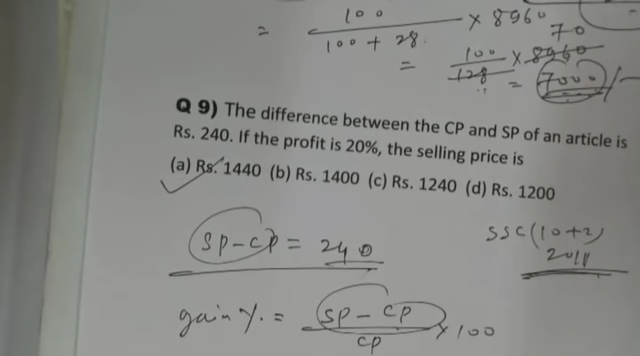 = 100 / 100 + 28 × 8960
70
= 100 / 128 × 8960 = 7000/-
Q 9) The difference between the CP and SP of an article is
Rs. 240. If the profit is 20%, the selling price is
(a) Rs. 1440 (b) Rs. 1400 (c) Rs. 1240 (d) Rs. 1200
SP-CP = 240
SSC(10+2)
gain %. = SP - CP / CP × 100